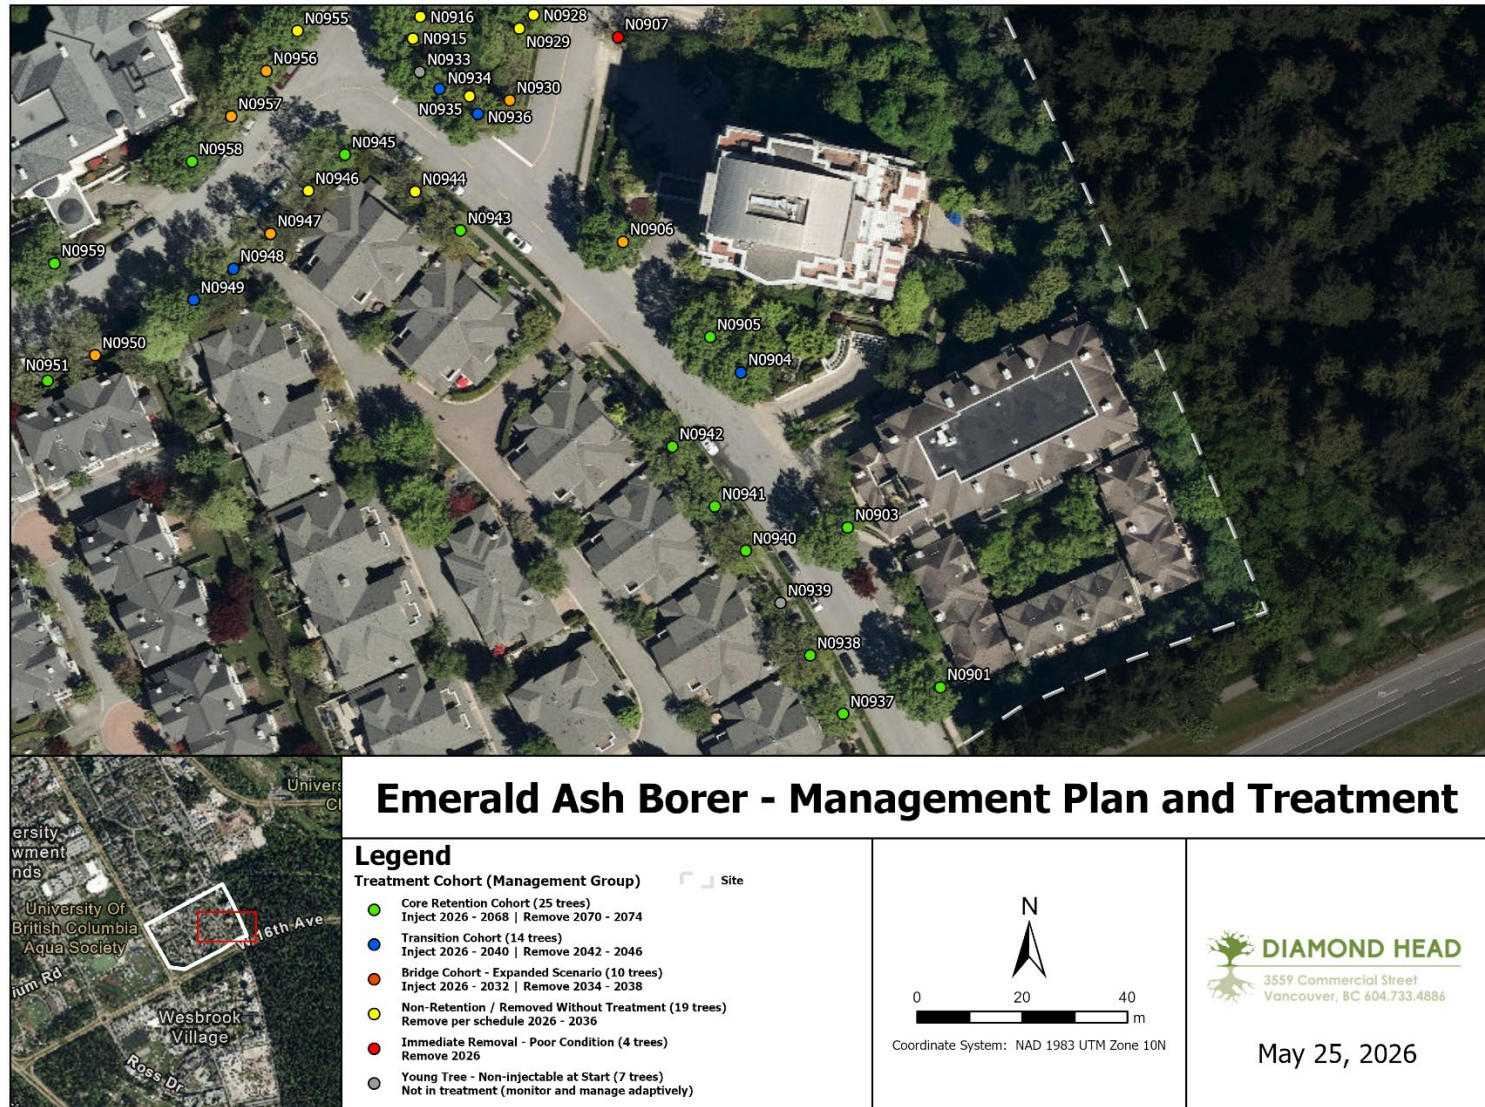 N0955
N0916
N0928
N0915
N0929
N0907
N0956
N0933
N0934
N0930
N0957
N0935
N0936
N0958
N0945
N0946
N0944
N0947
N0943
N0906
N0959
N0948
N0949
N0905
N0950
N0904
N0951
N0942
N0941
N0903
N0940
N0939
N0938
N0901
N0937
Emerald Ash Borer - Management Plan and Treatment
Univers
Cl
ersity
wment
nds
University Of
British Columbia
Aqua Society
W 16th Ave
ium Rd
Wesbrook
Village
Ross Dr
Legend
Treatment Cohort (Management Group)
Site
Core Retention Cohort (25 trees)
Inject 2026 - 2068 | Remove 2070 - 2074
Transition Cohort (14 trees)
Inject 2026 - 2040 | Remove 2042 - 2046
Bridge Cohort - Expanded Scenario (10 trees)
Inject 2026 - 2032 | Remove 2034 - 2038
Non-Retention / Removed Without Treatment (19 trees)
Remove per schedule 2026 - 2036
Immediate Removal - Poor Condition (4 trees)
Remove 2026
Young Tree - Non-injectable at Start (7 trees)
Not in treatment (monitor and manage adaptively)
N
0 20 40
m
Coordinate System: NAD 1983 UTM Zone 10N
DIAMOND HEAD
3559 Commercial Street
Vancouver, BC 604.733.4886
May 25, 2026